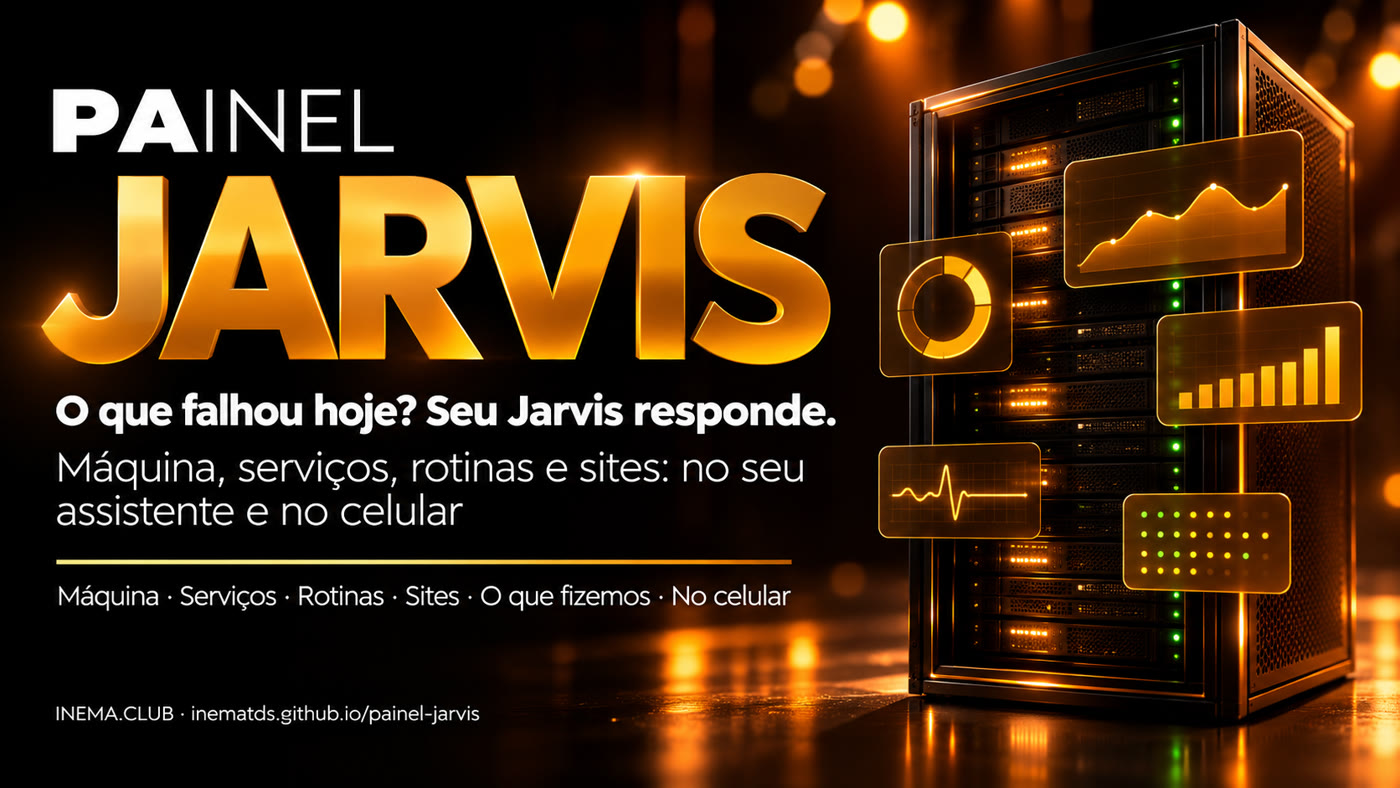 PAINEL
JARVIS
O que falhou hoje? Seu Jarvis responde.
Máquina, serviços, rotinas e sites: no seu
assistente e no celular
Máquina · Serviços · Rotinas · Sites · O que fizemos · No celular
INEMA.CLUB · inematds.github.io/painel-jarvis